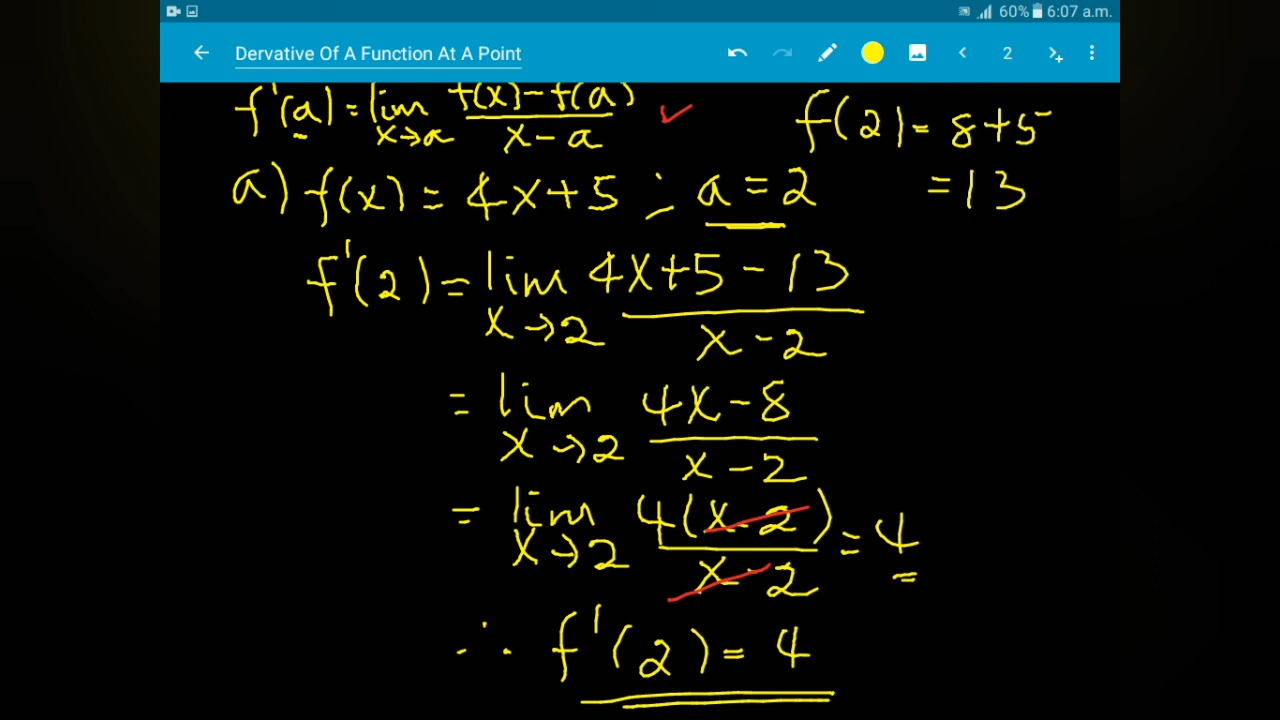 60% 6:07 a.m.
Dervative Of A Function At A Point
2
f'(a) = lim x→a f(x) - f(a) / x - a ✓
f(2) = 8+5
= 13
a) f(x) = 4x+5 ; a = 2
f'(2) = lim x→2 4x+5 - 13 / x - 2
= lim x→2 4x - 8 / x - 2
= lim x→2 4(x-2) / x-2 = 4
∴ f'(2) = 4